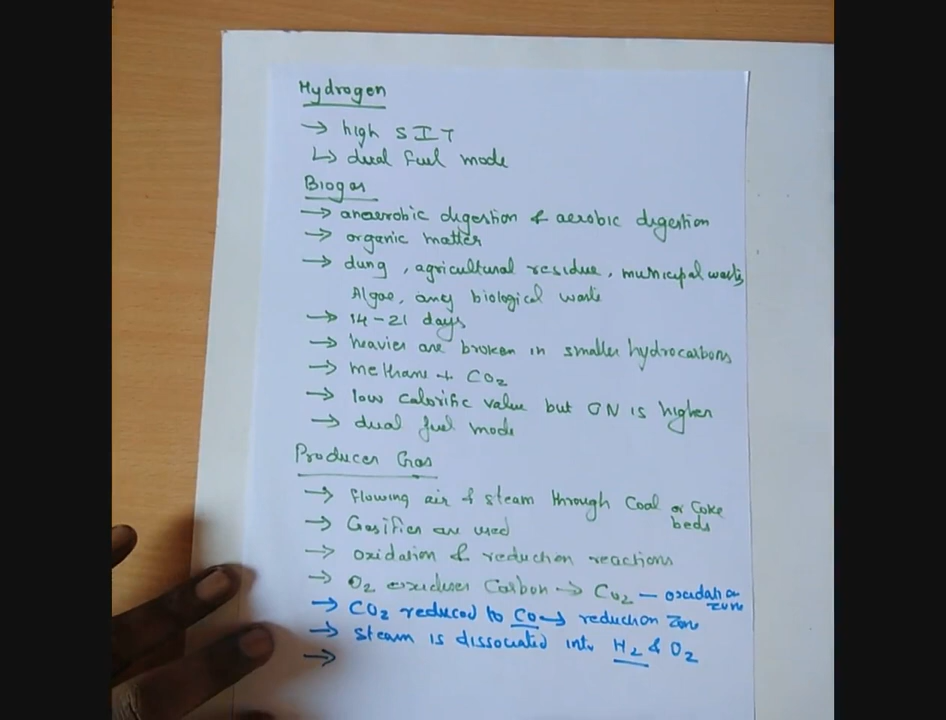 Hydrogen
→ high SIT
↳ dual fuel mode
Biogas
→ anaerobic digestion & aerobic digestion
→ organic matter
→ dung, agricultural residue, municipal waste,
Algae, any biological waste
→ 14-21 days
→ heavier are broken in smaller hydrocarbons
→ methane + CO2
→ low calorific value but ON is higher
→ dual fuel mode
Producer Gas
→ flowing air & steam through Coal or Coke
beds
→ Gasifier are used
→ oxidation & reduction reactions
→ O2 oxidises Carbon → CO2 – oxidation
zone
→ CO2 reduced to CO → reduction zone
→ steam is dissociated into H2 & O2
→